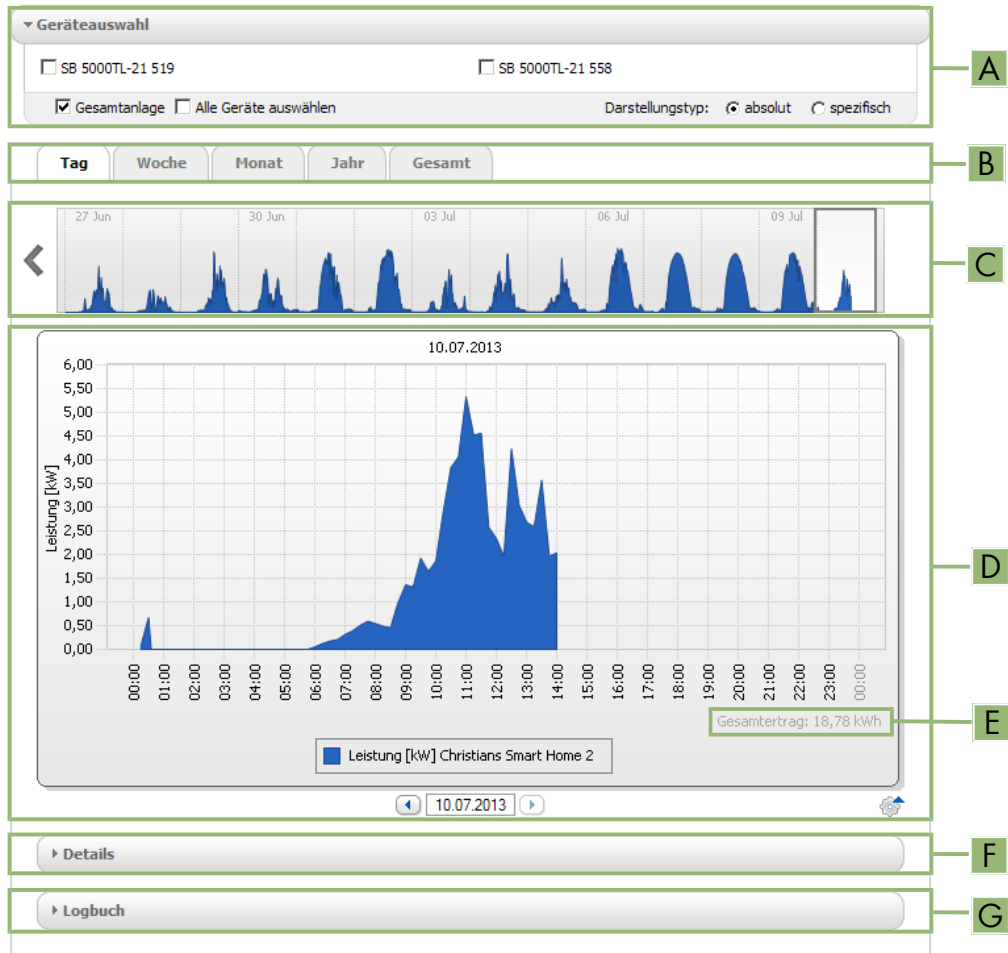 Geräteauswahl
SB 5000TL-21 519
SB 5000TL-21 558
A
Gesamtanlage
Alle Geräte auswählen
Darstellungstyp:
absolut
spezifisch
Tag
Woche
Monat
Jahr
Gesamt
B
27 Jun
30 Jun
03 Jul
06 Jul
09 Jul
C
10.07.2013
6,00
5,50
5,00
4,50
4,00
3,50
3,00
2,50
2,00
1,50
1,00
0,50
0,00
Leistung [kW]
D
00:00
01:00
02:00
03:00
04:00
05:00
06:00
07:00
08:00
09:00
10:00
11:00
12:00
13:00
14:00
15:00
16:00
17:00
18:00
19:00
20:00
21:00
22:00
23:00
00:00
Gesamtertrag: 18,78 kWh
E
Leistung [kW] Christians Smart Home 2
10.07.2013
Details
F
Logbuch
G